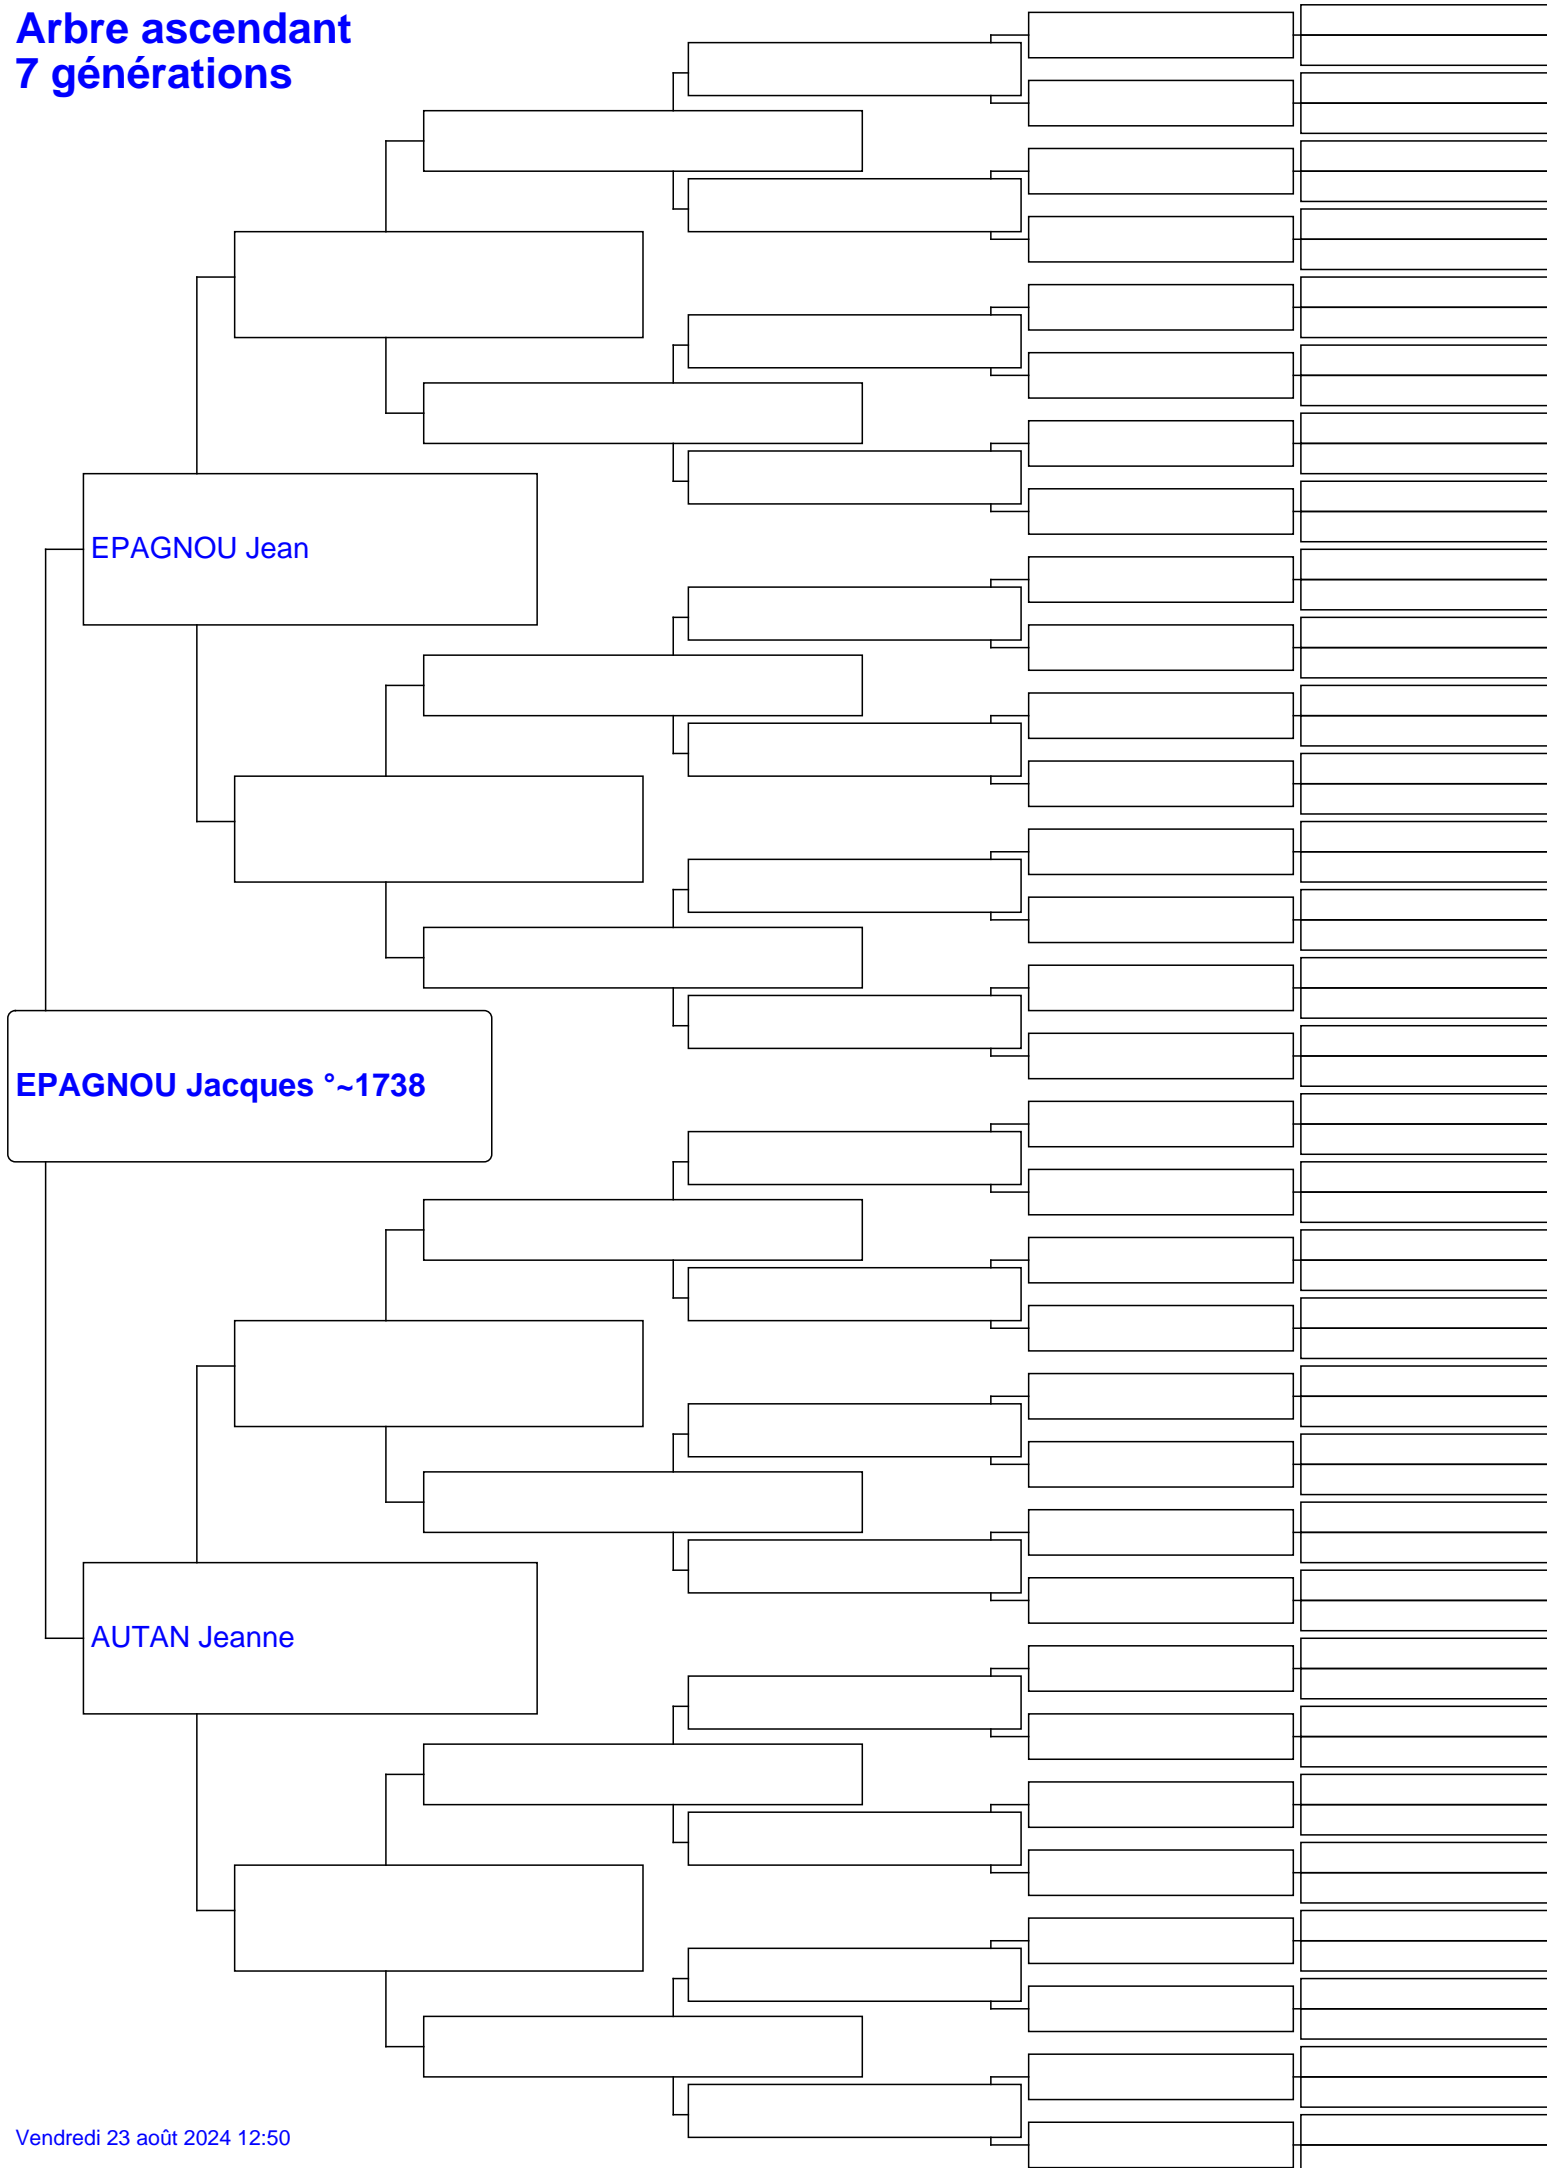 Arbre ascendant
7 générations
EPAGNOU Jean
EPAGNOU Jacques °~1738
AUTAN Jeanne
Vendredi 23 août 2024 12:50